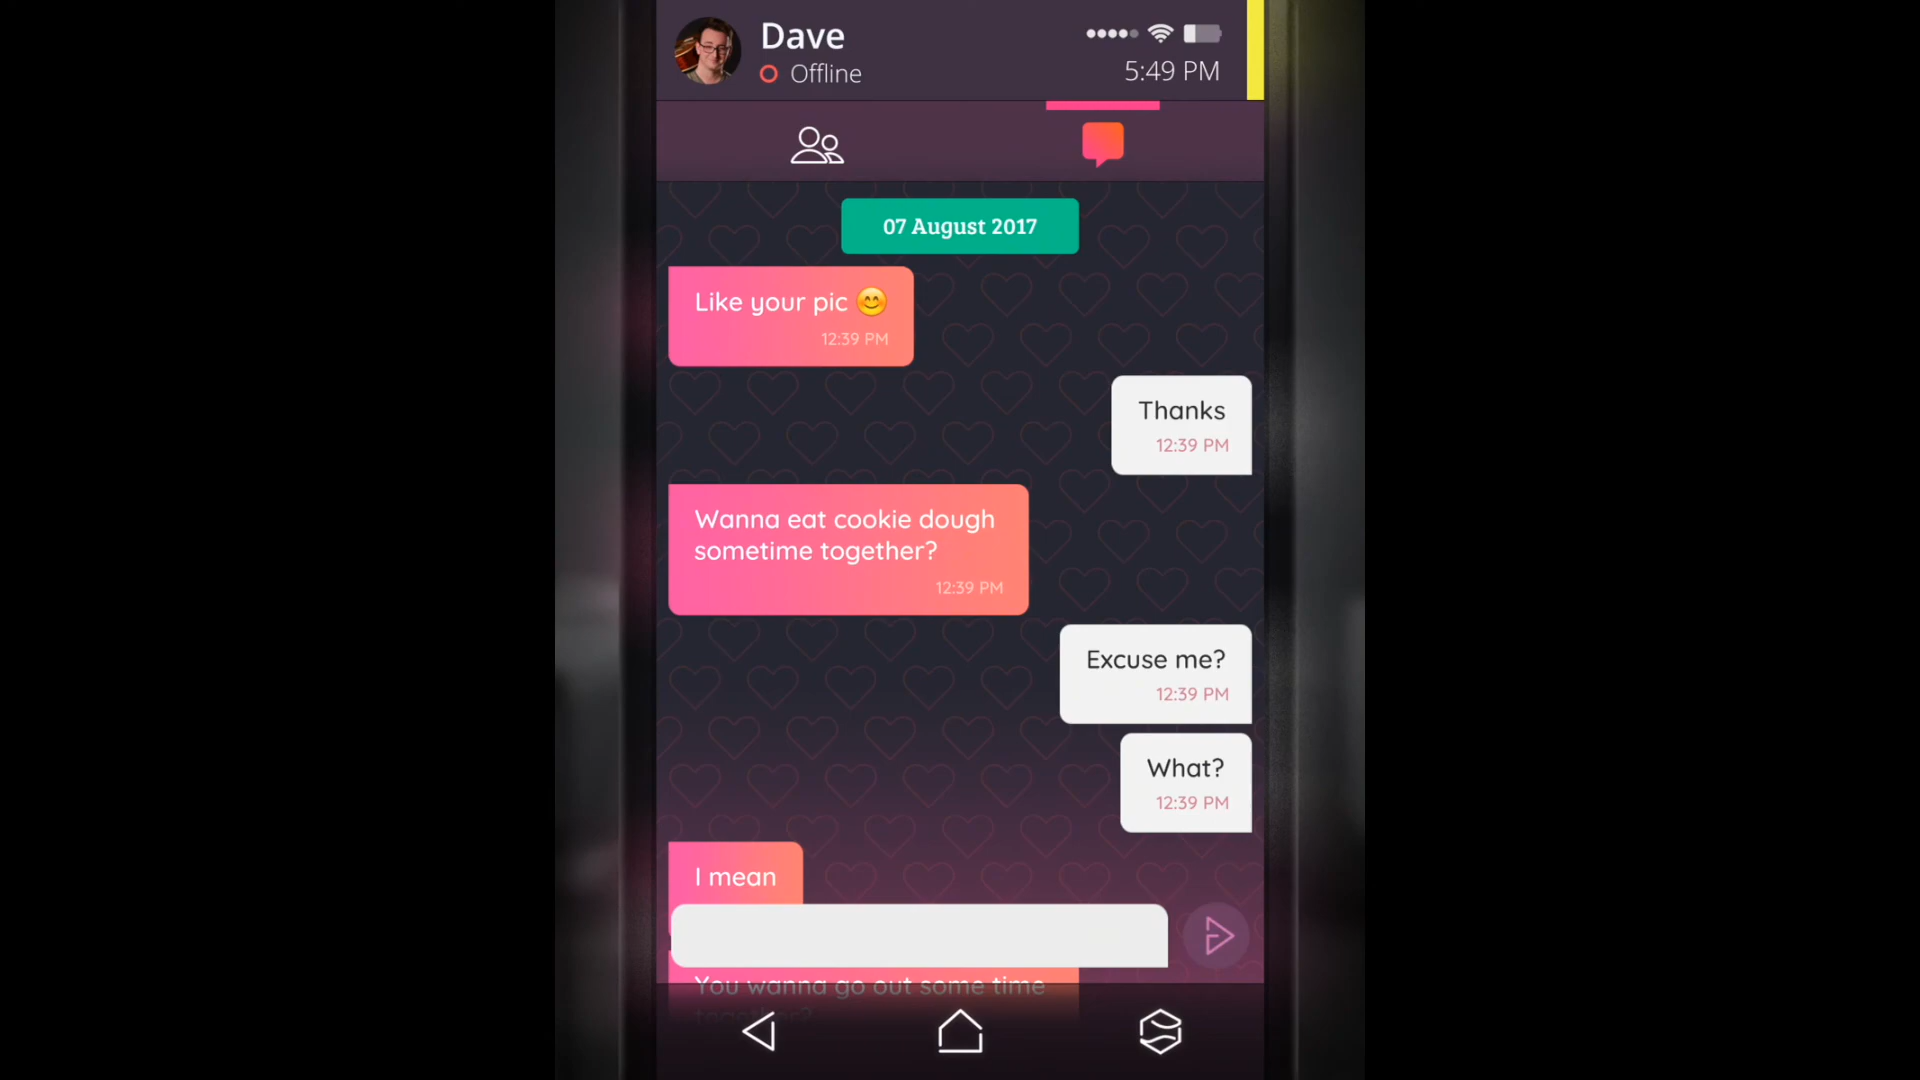 Dave
Offline
5:49 PM
07 August 2017
Like your pic 😊
12:39 PM
Thanks
12:39 PM
Wanna eat cookie dough
sometime together?
12:39 PM
Excuse me?
12:39 PM
What?
12:39 PM
I mean
You wanna go out some time
together?